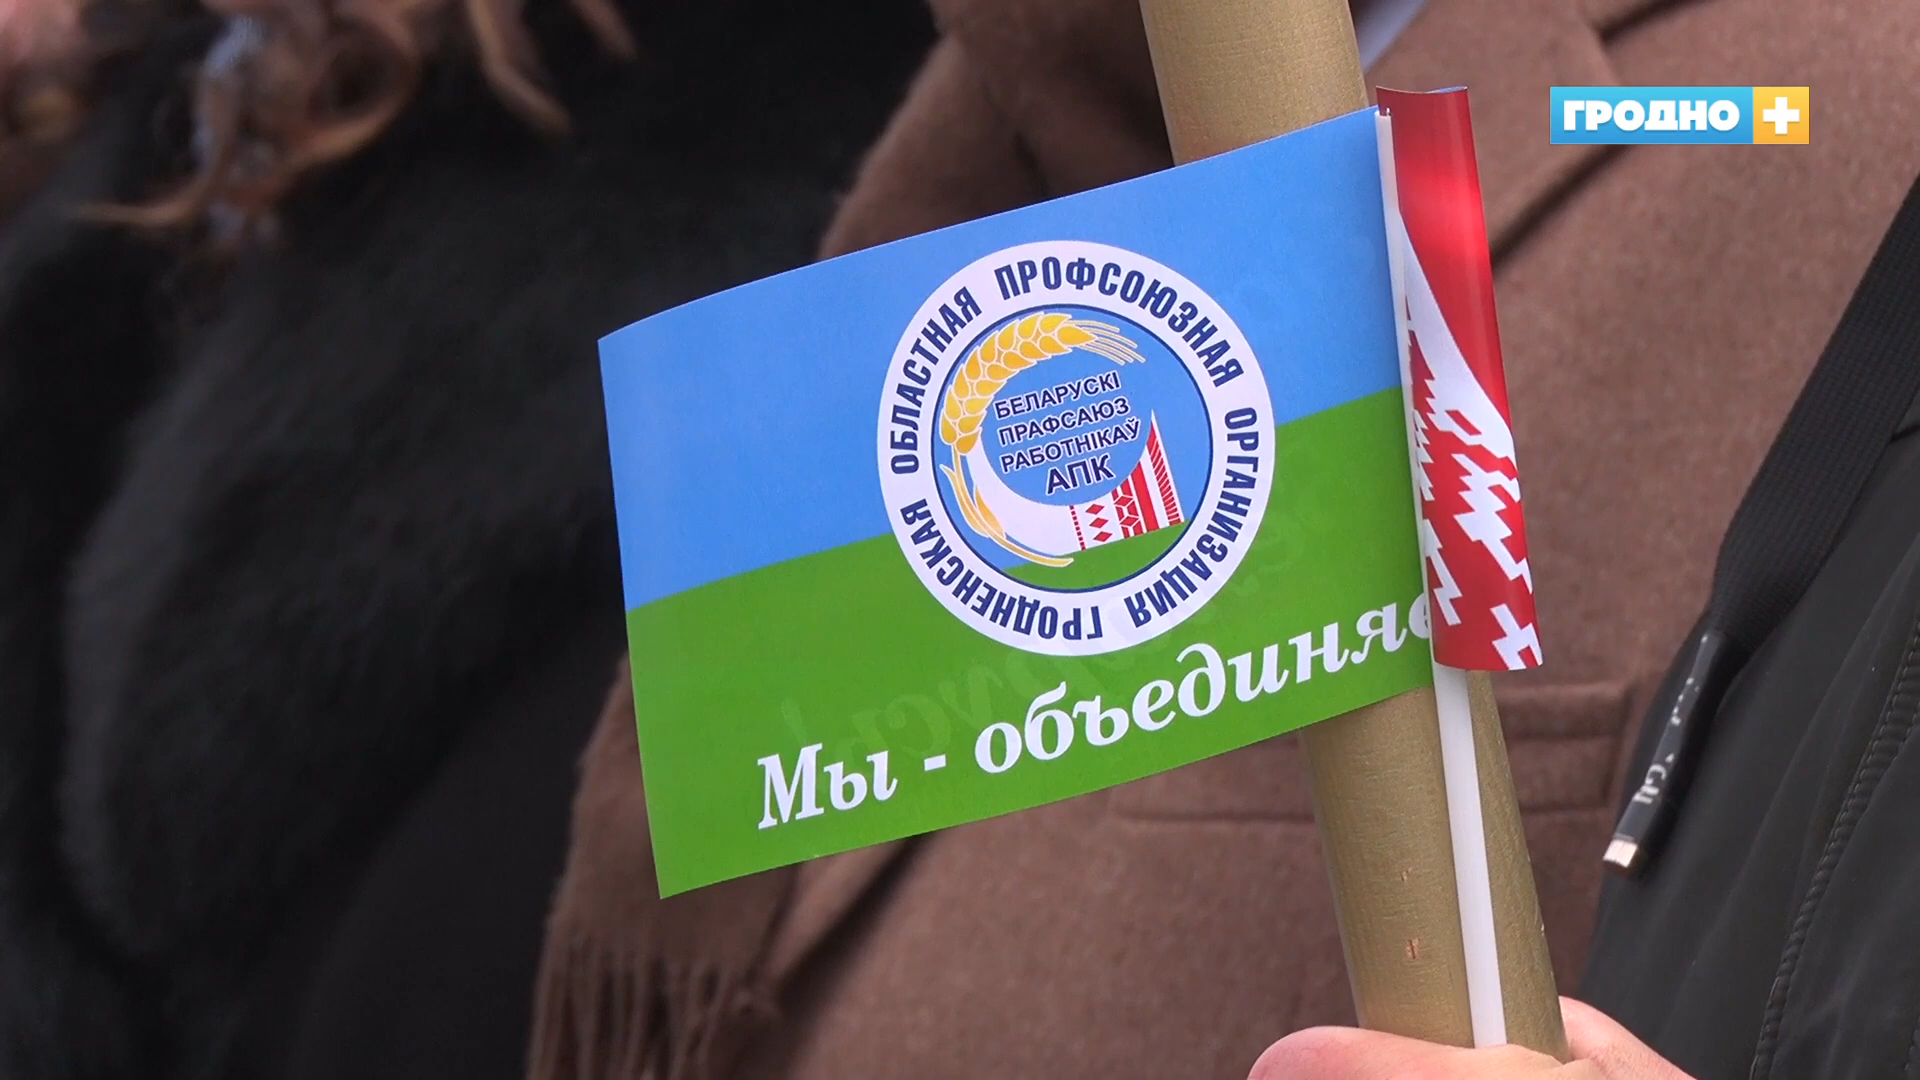 ГРОДНО +
ГРОДНЕНСКАЯ ОБЛАСТНАЯ ПРОФСОЮЗНАЯ ОРГАНИЗАЦИЯ
БЕЛАРУСКІ
ПРАФСАЮЗ
РАБОТНІКАЎ
АПК
Мы - объединяе